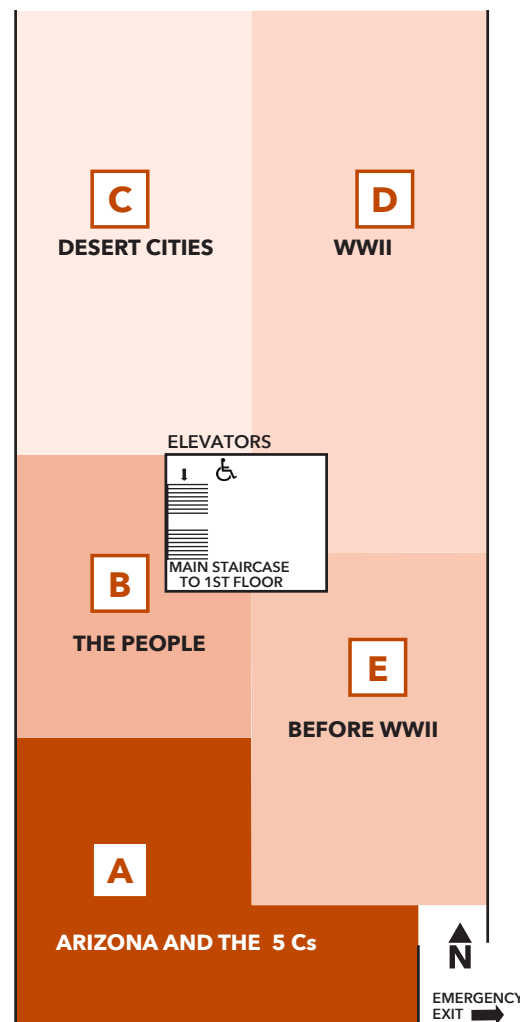 C
DESERT CITIES
D
WWII
ELEVATORS
MAIN STAIRCASE
TO 1ST FLOOR
B
THE PEOPLE
E
BEFORE WWII
A
ARIZONA AND THE 5 Cs
N
EMERGENCY
EXIT